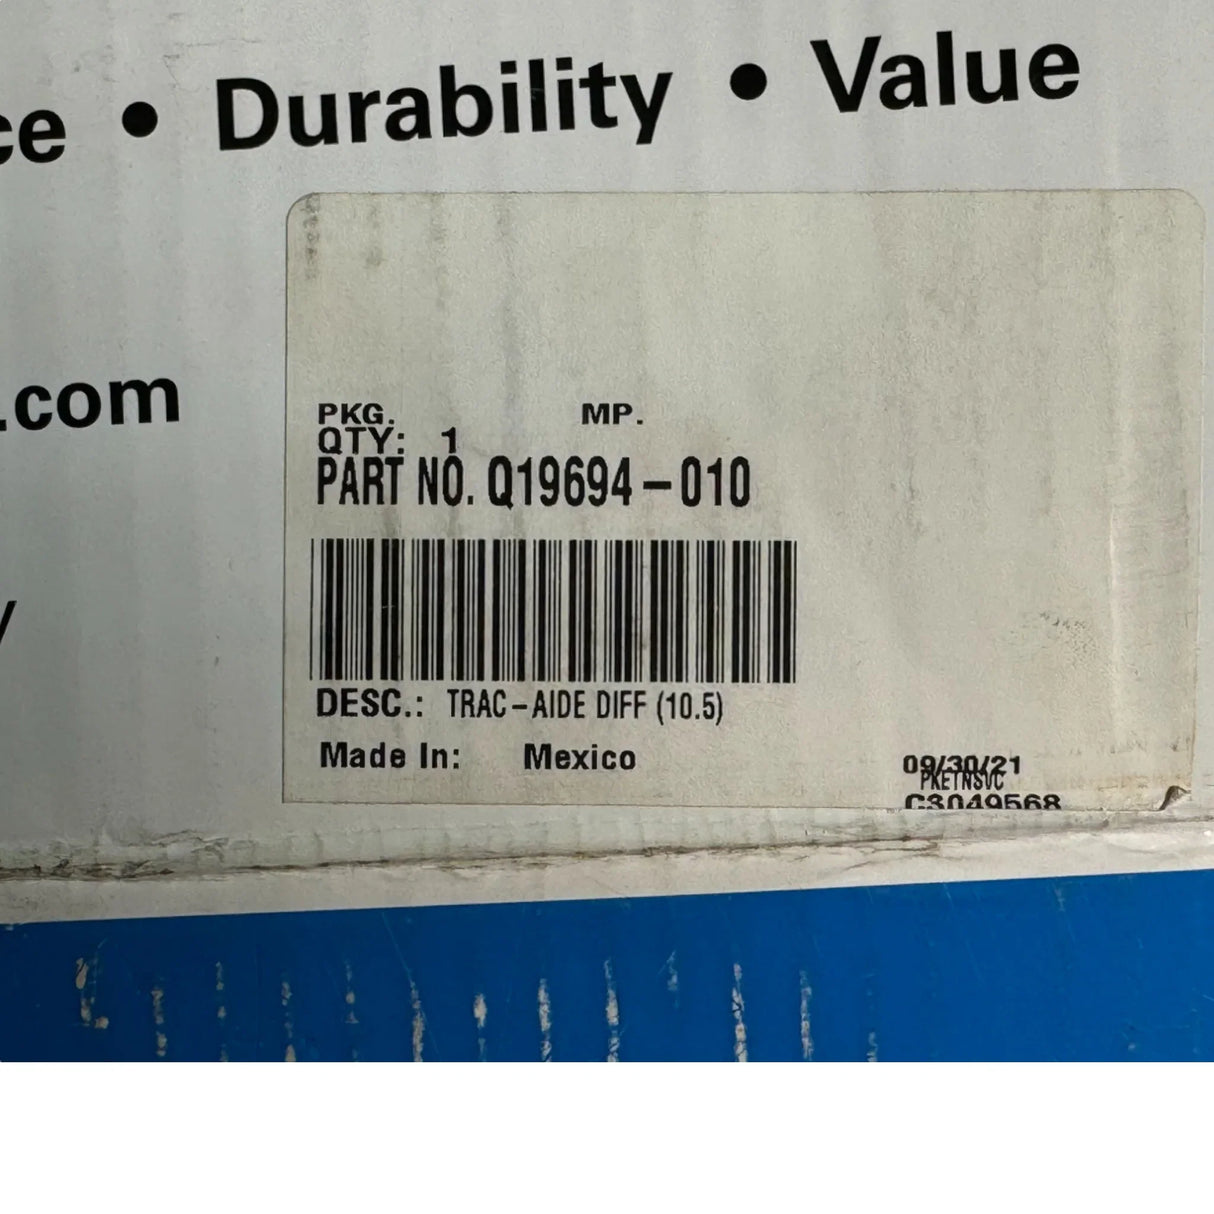 ce • Durability • Value
.com
y
PKG. MP.
QTY: 1
PART NO. Q19694-010
DESC.: TRAC-AIDE DIFF (10.5)
Made In: Mexico
09/30/21
PKETNSVC
C3049568